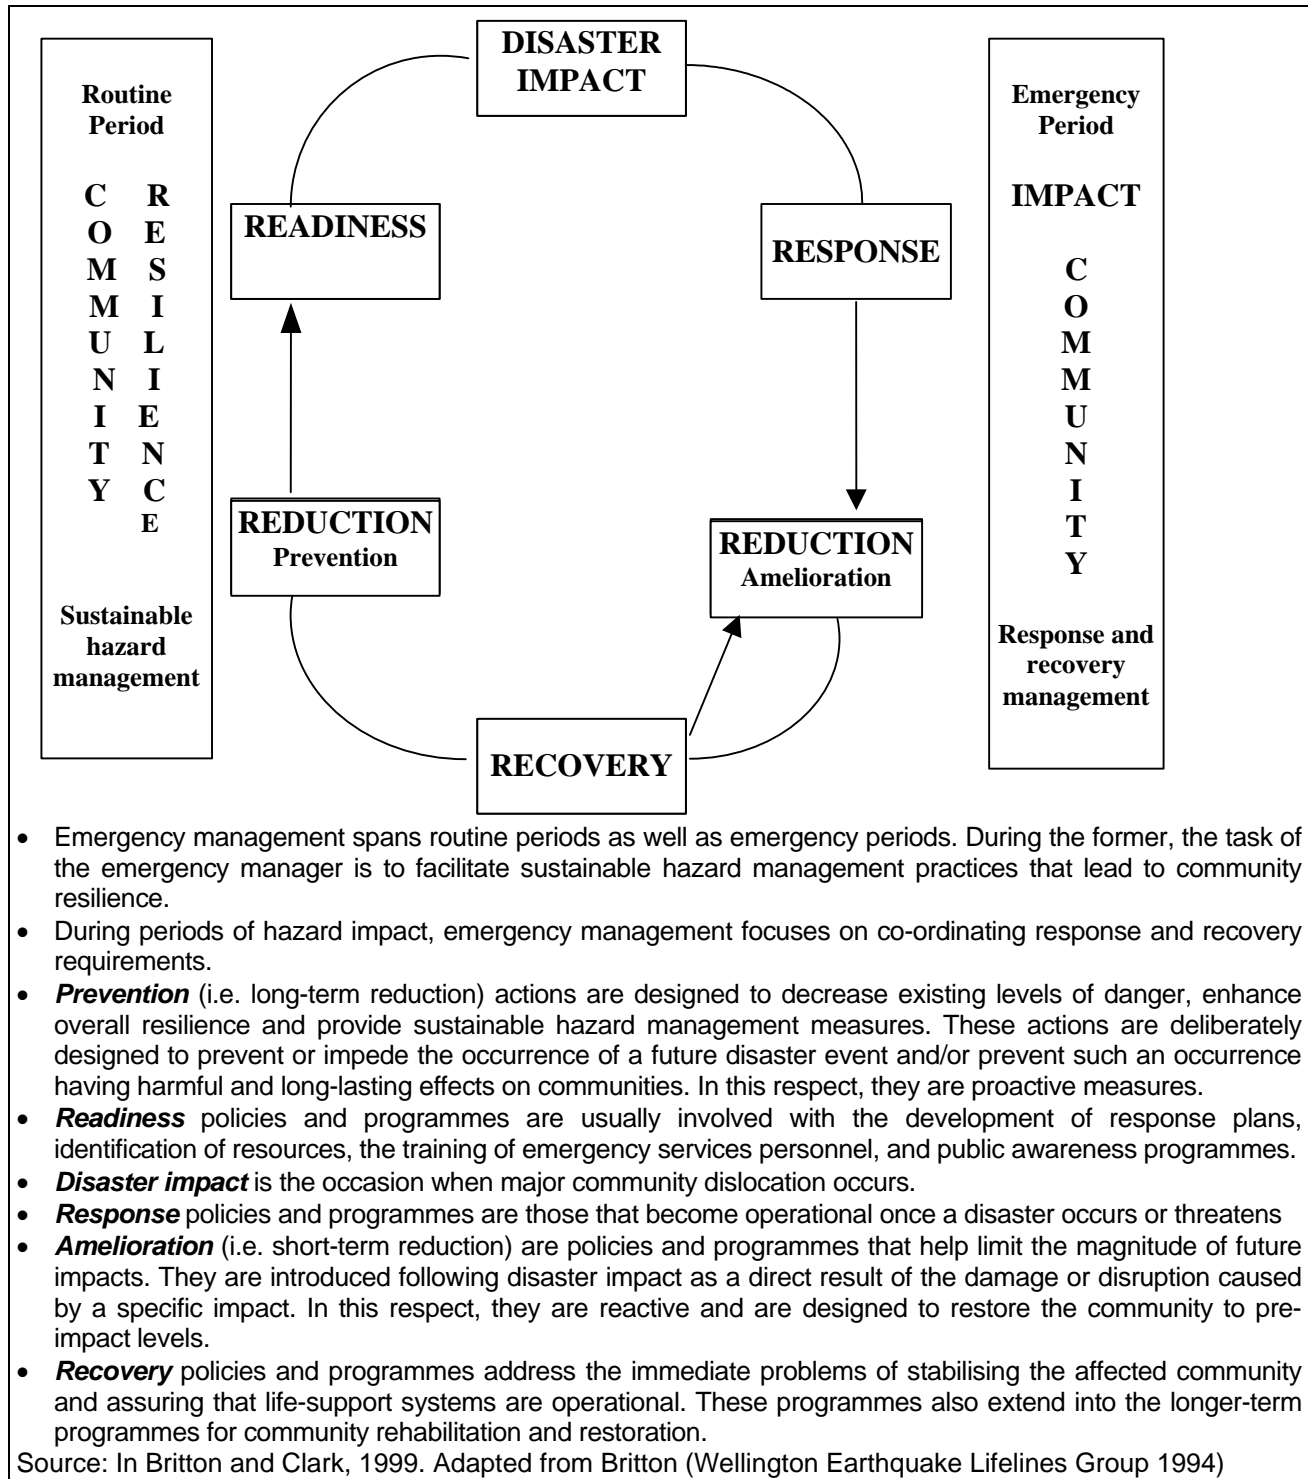 DISASTER
IMPACT
Routine
Period
COMMUNITY
RESILIENCE
Sustainable
hazard
management
READINESS
RESPONSE
REDUCTION
Prevention
REDUCTION
Amelioration
RECOVERY
Emergency
Period
IMPACT
COMMUNITY
Response and
recovery
management
• Emergency management spans routine periods as well as emergency periods. During the former, the task of
the emergency manager is to facilitate sustainable hazard management practices that lead to community
resilience.
• During periods of hazard impact, emergency management focuses on co-ordinating response and recovery
requirements.
• Prevention (i.e. long-term reduction) actions are designed to decrease existing levels of danger, enhance
overall resilience and provide sustainable hazard management measures. These actions are deliberately
designed to prevent or impede the occurrence of a future disaster event and/or prevent such an occurrence
having harmful and long-lasting effects on communities. In this respect, they are proactive measures.
• Readiness policies and programmes are usually involved with the development of response plans,
identification of resources, the training of emergency services personnel, and public awareness programmes.
• Disaster impact is the occasion when major community dislocation occurs.
• Response policies and programmes are those that become operational once a disaster occurs or threatens
• Amelioration (i.e. short-term reduction) are policies and programmes that help limit the magnitude of future
impacts. They are introduced following disaster impact as a direct result of the damage or disruption caused
by a specific impact. In this respect, they are reactive and are designed to restore the community to pre-
impact levels.
• Recovery policies and programmes address the immediate problems of stabilising the affected community
and assuring that life-support systems are operational. These programmes also extend into the longer-term
programmes for community rehabilitation and restoration.
Source: In Britton and Clark, 1999. Adapted from Britton (Wellington Earthquake Lifelines Group 1994)